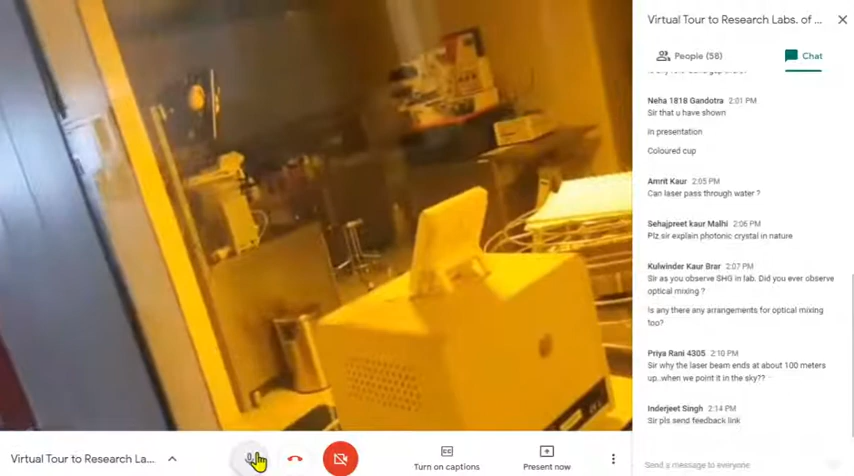 Virtual Tour to Research Labs. of ...
People (58)
Chat
Neha 1818 Gandotra 2:01 PM
Sir that u have shown
in presentation
Coloured cup
Amrit Kaur 2:05 PM
Can laser pass through water ?
Sehajpreet kaur Malhi 2:06 PM
Plz sir explain photonic crystal in nature
Kulwinder Kaur Brar 2:07 PM
Sir as you observe SHG in lab. Did you ever observe
optical mixing ?
Is any there any arrangements for optical mixing
too?
Priya Rani 4305 2:10 PM
Sir why the laser beam ends at about 100 meters
up..when we point it in the sky??
Inderjeet Singh 2:14 PM
Sir pls send feedback link
Send a message to everyone
Virtual Tour to Research La...
Turn on captions
Present now